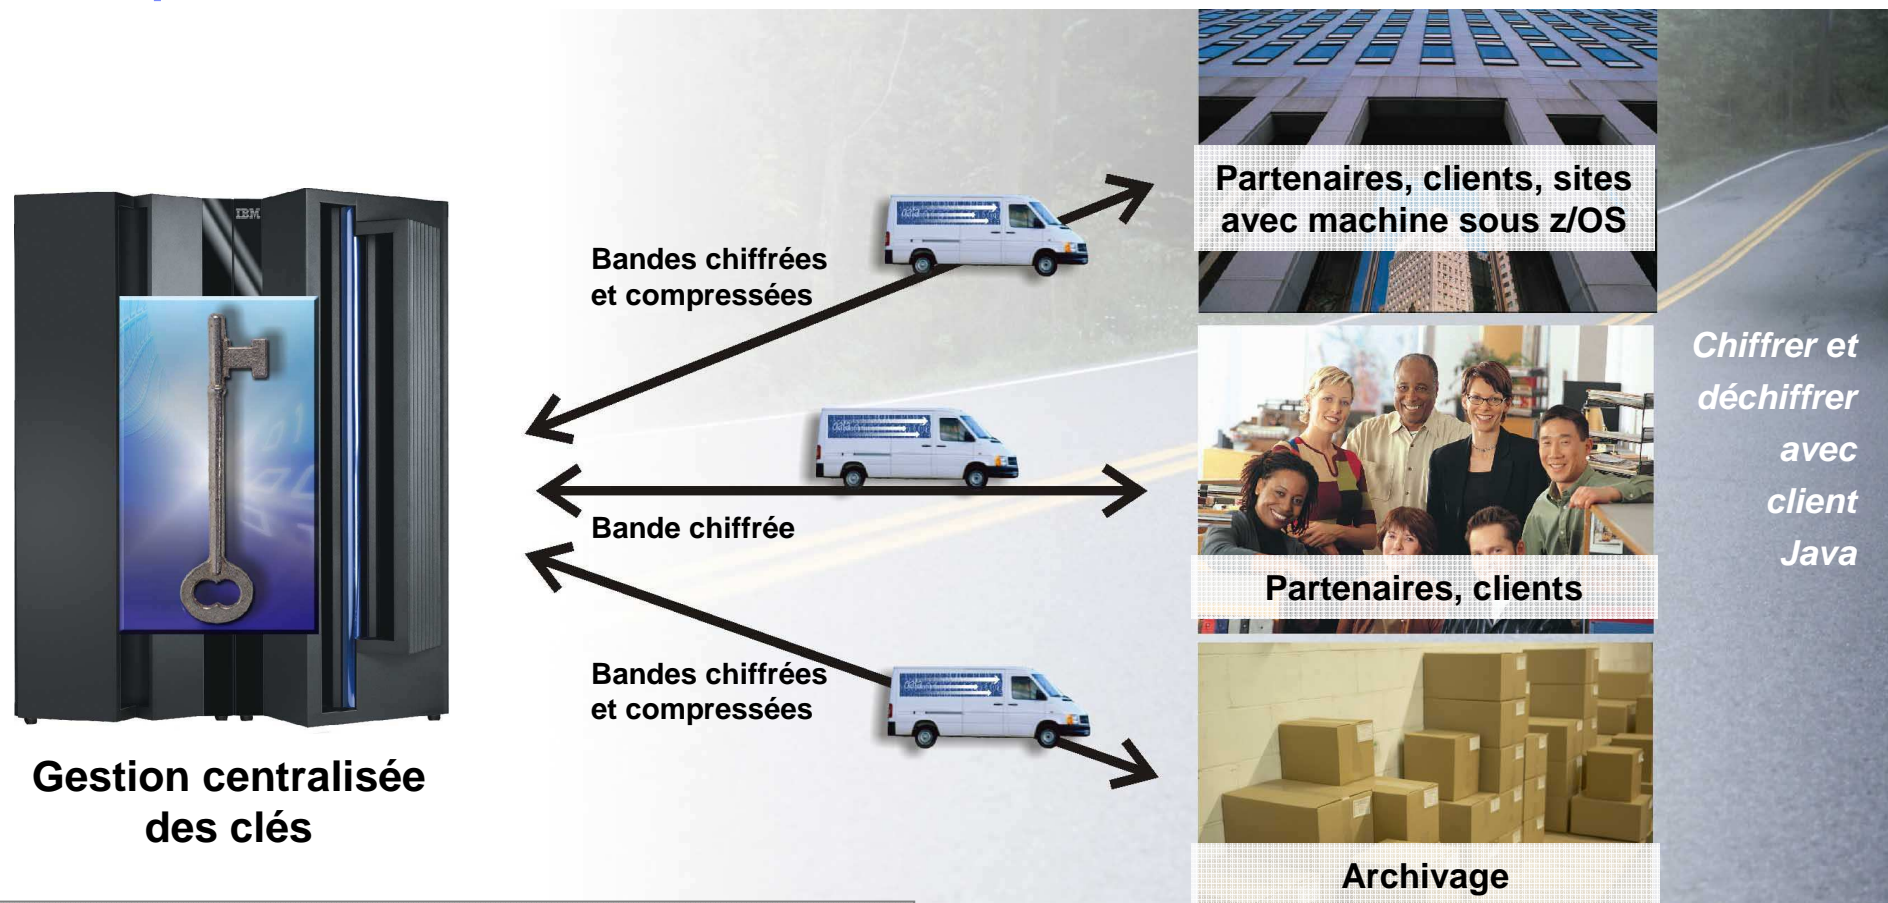 IBM
Partenaires, clients, sites
avec machine sous z/OS
Bandes chiffrées
et compressées
Chiffrer et
déchiffrer
avec
client
Java
Bande chiffrée
Partenaires, clients
Bandes chiffrées
et compressées
Gestion centralisée
des clés
Archivage